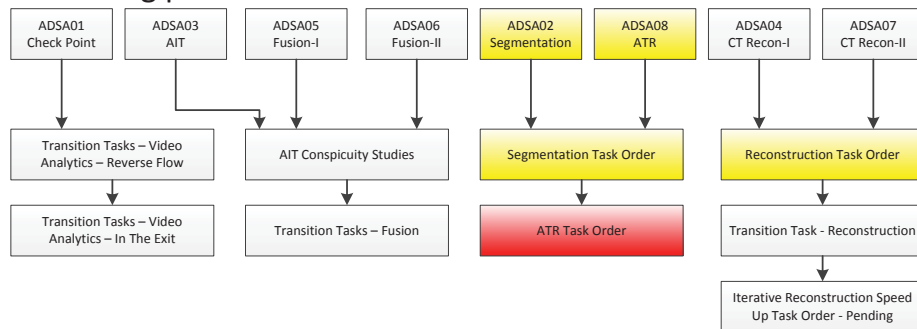 ADSA01
Check Point
ADSA03
AIT
ADSA05
Fusion-I
ADSA06
Fusion-II
ADSA02
Segmentation
ADSA08
ATR
ADSA04
CT Recon-I
ADSA07
CT Recon-II
Transition Tasks – Video
Analytics – Reverse Flow
AIT Conspicuity Studies
Segmentation Task Order
Reconstruction Task Order
Transition Tasks – Video
Analytics – In The Exit
Transition Tasks – Fusion
ATR Task Order
Transition Task - Reconstruction
Iterative Reconstruction Speed
Up Task Order - Pending